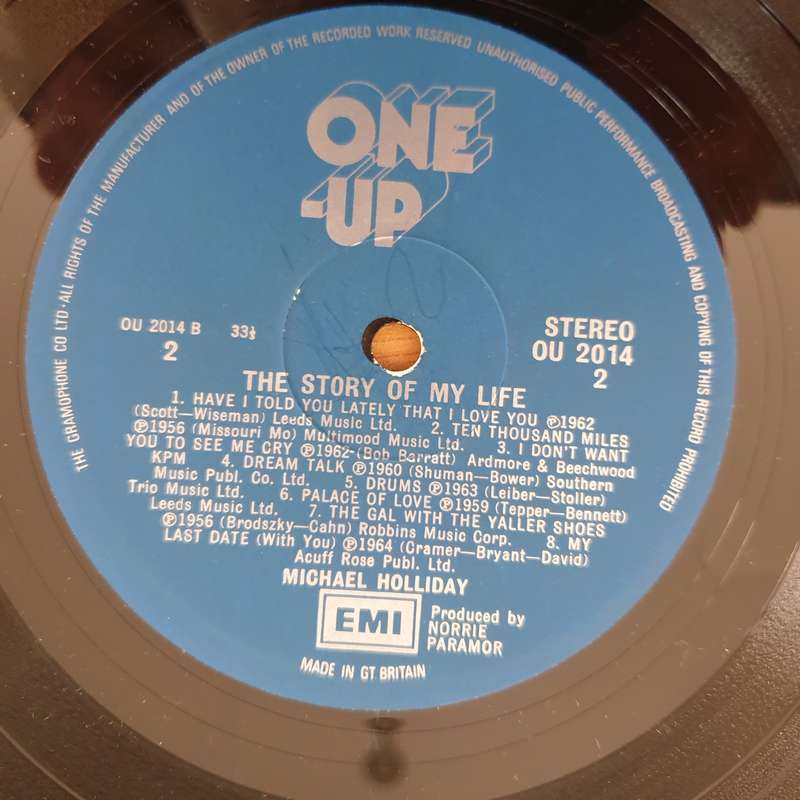 THE GRAMOPHONE CO LTD·ALL RIGHTS OF THE MANUFACTURER AND OF THE OWNER OF THE RECORDED WORK RESERVED UNAUTHORISED PUBLIC PERFORMANCE BROADCASTING AND COPYING OF THIS RECORD PROHIBITED
ONE
-UP
OU 2014 B 33⅓
2
STEREO
OU 2014
2
THE STORY OF MY LIFE
1. HAVE I TOLD YOU LATELY THAT I LOVE YOU ℗1962
(Scott—Wiseman) Leeds Music Ltd. 2. TEN THOUSAND MILES
℗1956 (Missouri Mo) Multimood Music Ltd. 3. I DON'T WANT
YOU TO SEE ME CRY ℗1962 (Bob Barratt) Ardmore & Beechwood
KPM 4. DREAM TALK ℗1960 (Shuman—Bower) Southern
Music Publ. Co. Ltd. 5. DRUMS ℗1963 (Leiber—Stoller)
Trio Music Ltd. 6. PALACE OF LOVE ℗1959 (Tepper—Bennett)
Leeds Music Ltd. 7. THE GAL WITH THE YALLER SHOES
℗1956 (Brodszky—Cahn) Robbins Music Corp. 8. MY
LAST DATE (With You) ℗1964 (Cramer—Bryant—David)
Acuff Rose Publ. Ltd.
MICHAEL HOLLIDAY
EMI
Produced by
NORRIE
PARAMOR
MADE IN GT BRITAIN